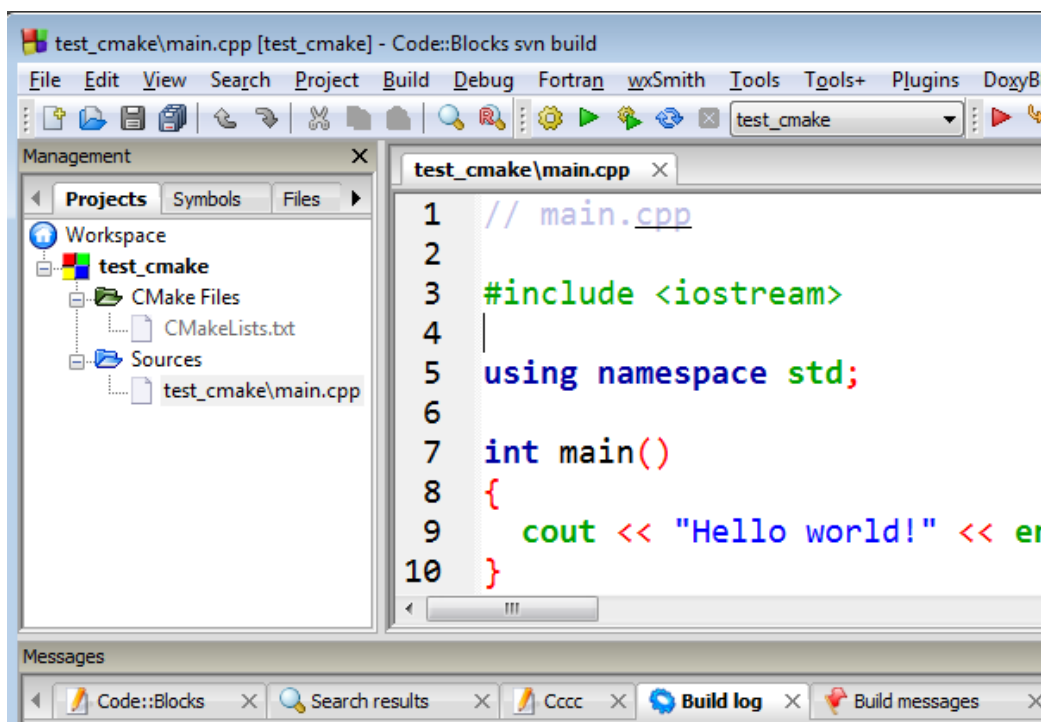 test_cmake\main.cpp [test_cmake] - Code::Blocks svn build
File Edit View Search Project Build Debug Fortran wxSmith Tools Tools+ Plugins DoxyB
test_cmake
Management
Projects Symbols Files
Workspace
test_cmake
CMake Files
CMakeLists.txt
Sources
test_cmake\main.cpp
test_cmake\main.cpp
1 // main.cpp
2
3 #include <iostream>
4
5 using namespace std;
6
7 int main()
8 {
9 cout << "Hello world!" <<
10 }
Messages
Code::Blocks Search results Cccc Build log Build messages